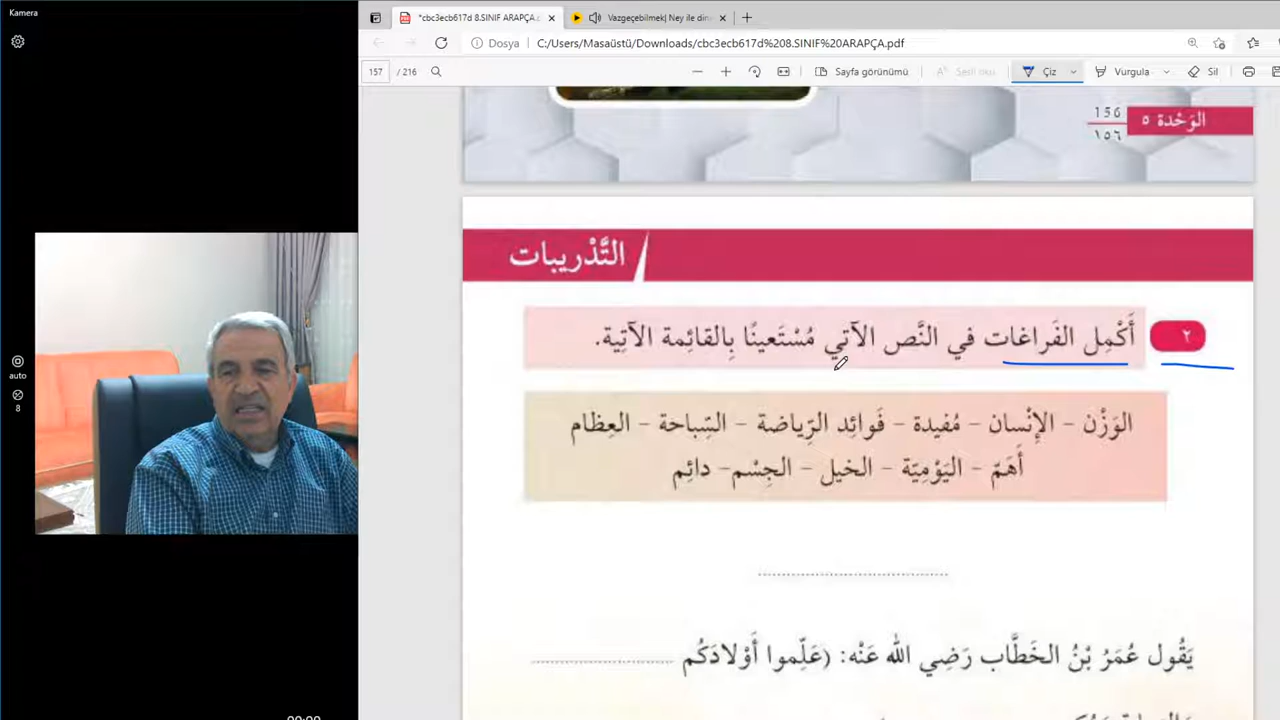 Kamera
*cbc3ecb617d 8.SINIF ARAPÇA.p
Vazgeçebilmek| Ney ile din
Dosya
C:/Users/Masaüstü/Downloads/cbc3ecb617d%208.SINIF%20ARAPÇA.pdf
157 / 216
Sayfa görünümü
Sesli oku
Çiz
Vurgula
Sil
auto
8
156
١٥٦
الوَحْدة ٥
التَّدْريبات
٢
أَكْمِل الفَراغات في النَّص الآتي مُسْتَعينًا بِالقائِمة الآتِية.
الوَزْن - الإِنْسان - مُفيدة - فَوائِد الرِّياضة - السِّباحة - العِظام
أَهَمّ - اليَوْمِيّة - الخيل - الجِسْم - دائِم
يَقُول عُمَرُ بْنُ الخَطَّاب رَضِي الله عَنْه: (عَلِّموا أَوْلادَكُم